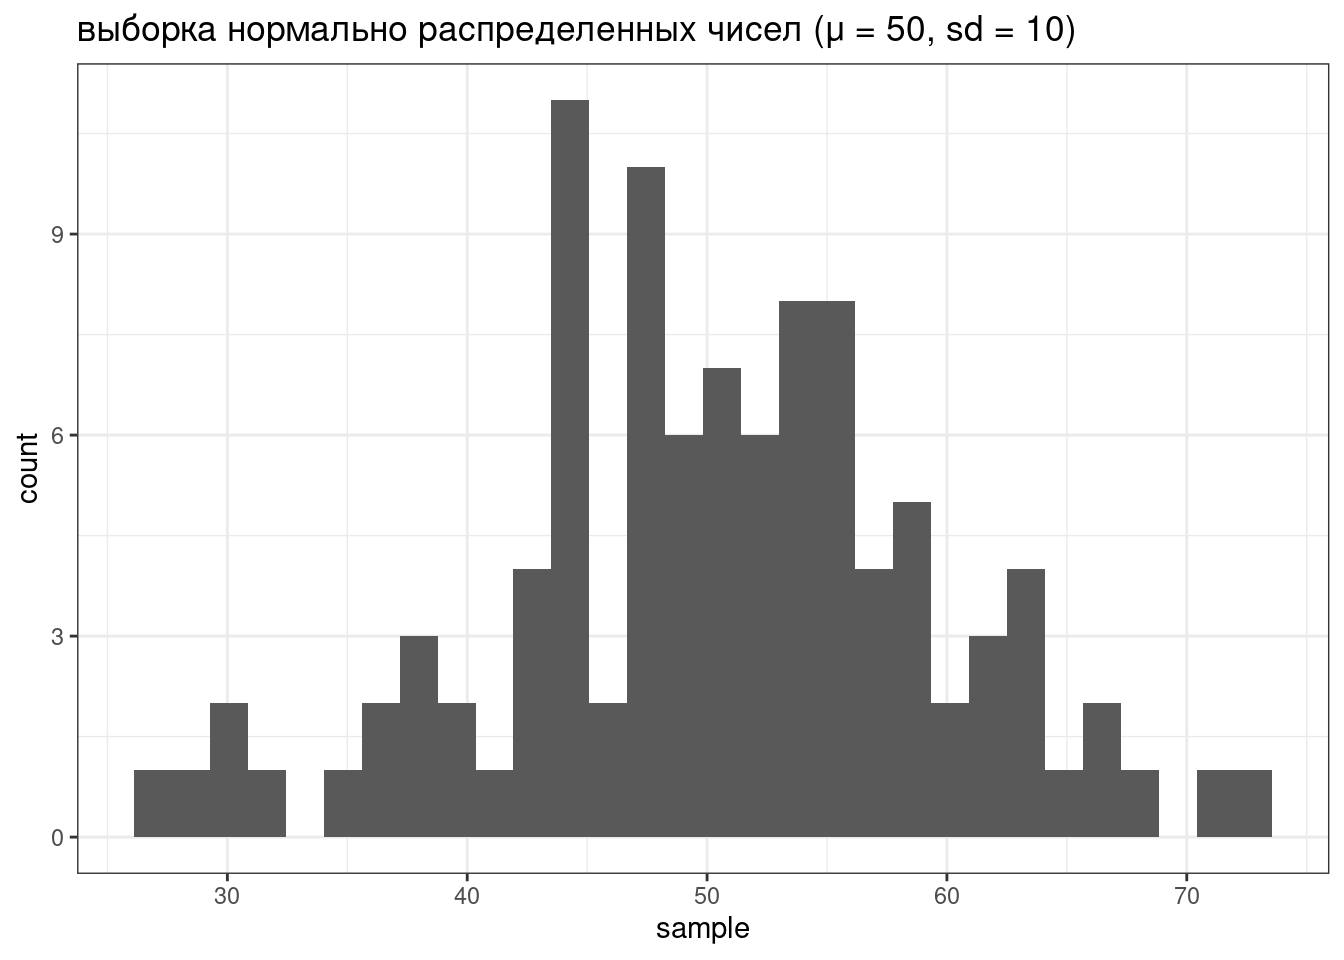 выборка нормально распределенных чисел (μ = 50, sd = 10)
9
6
3
0
count
30 40 50 60 70
sample